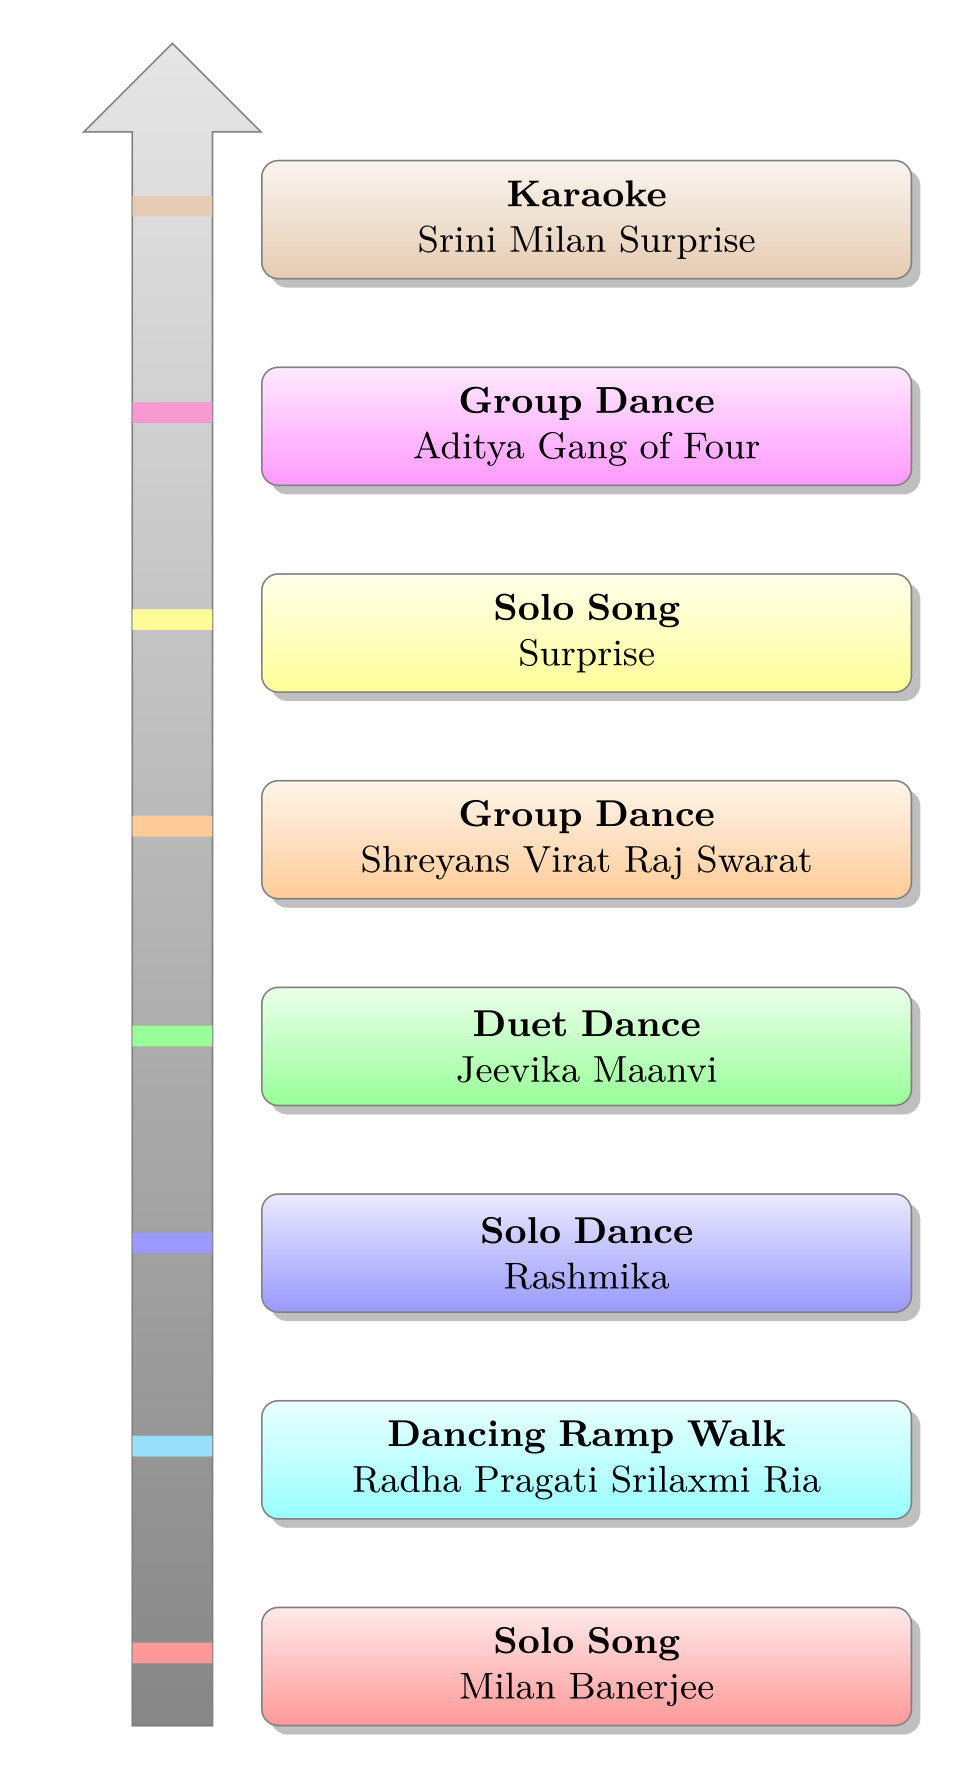 Karaoke
Srini Milan Surprise
Group Dance
Aditya Gang of Four
Solo Song
Surprise
Group Dance
Shreyans Virat Raj Swarat
Duet Dance
Jeevika Maanvi
Solo Dance
Rashmika
Dancing Ramp Walk
Radha Pragati Srilaxmi Ria
Solo Song
Milan Banerjee